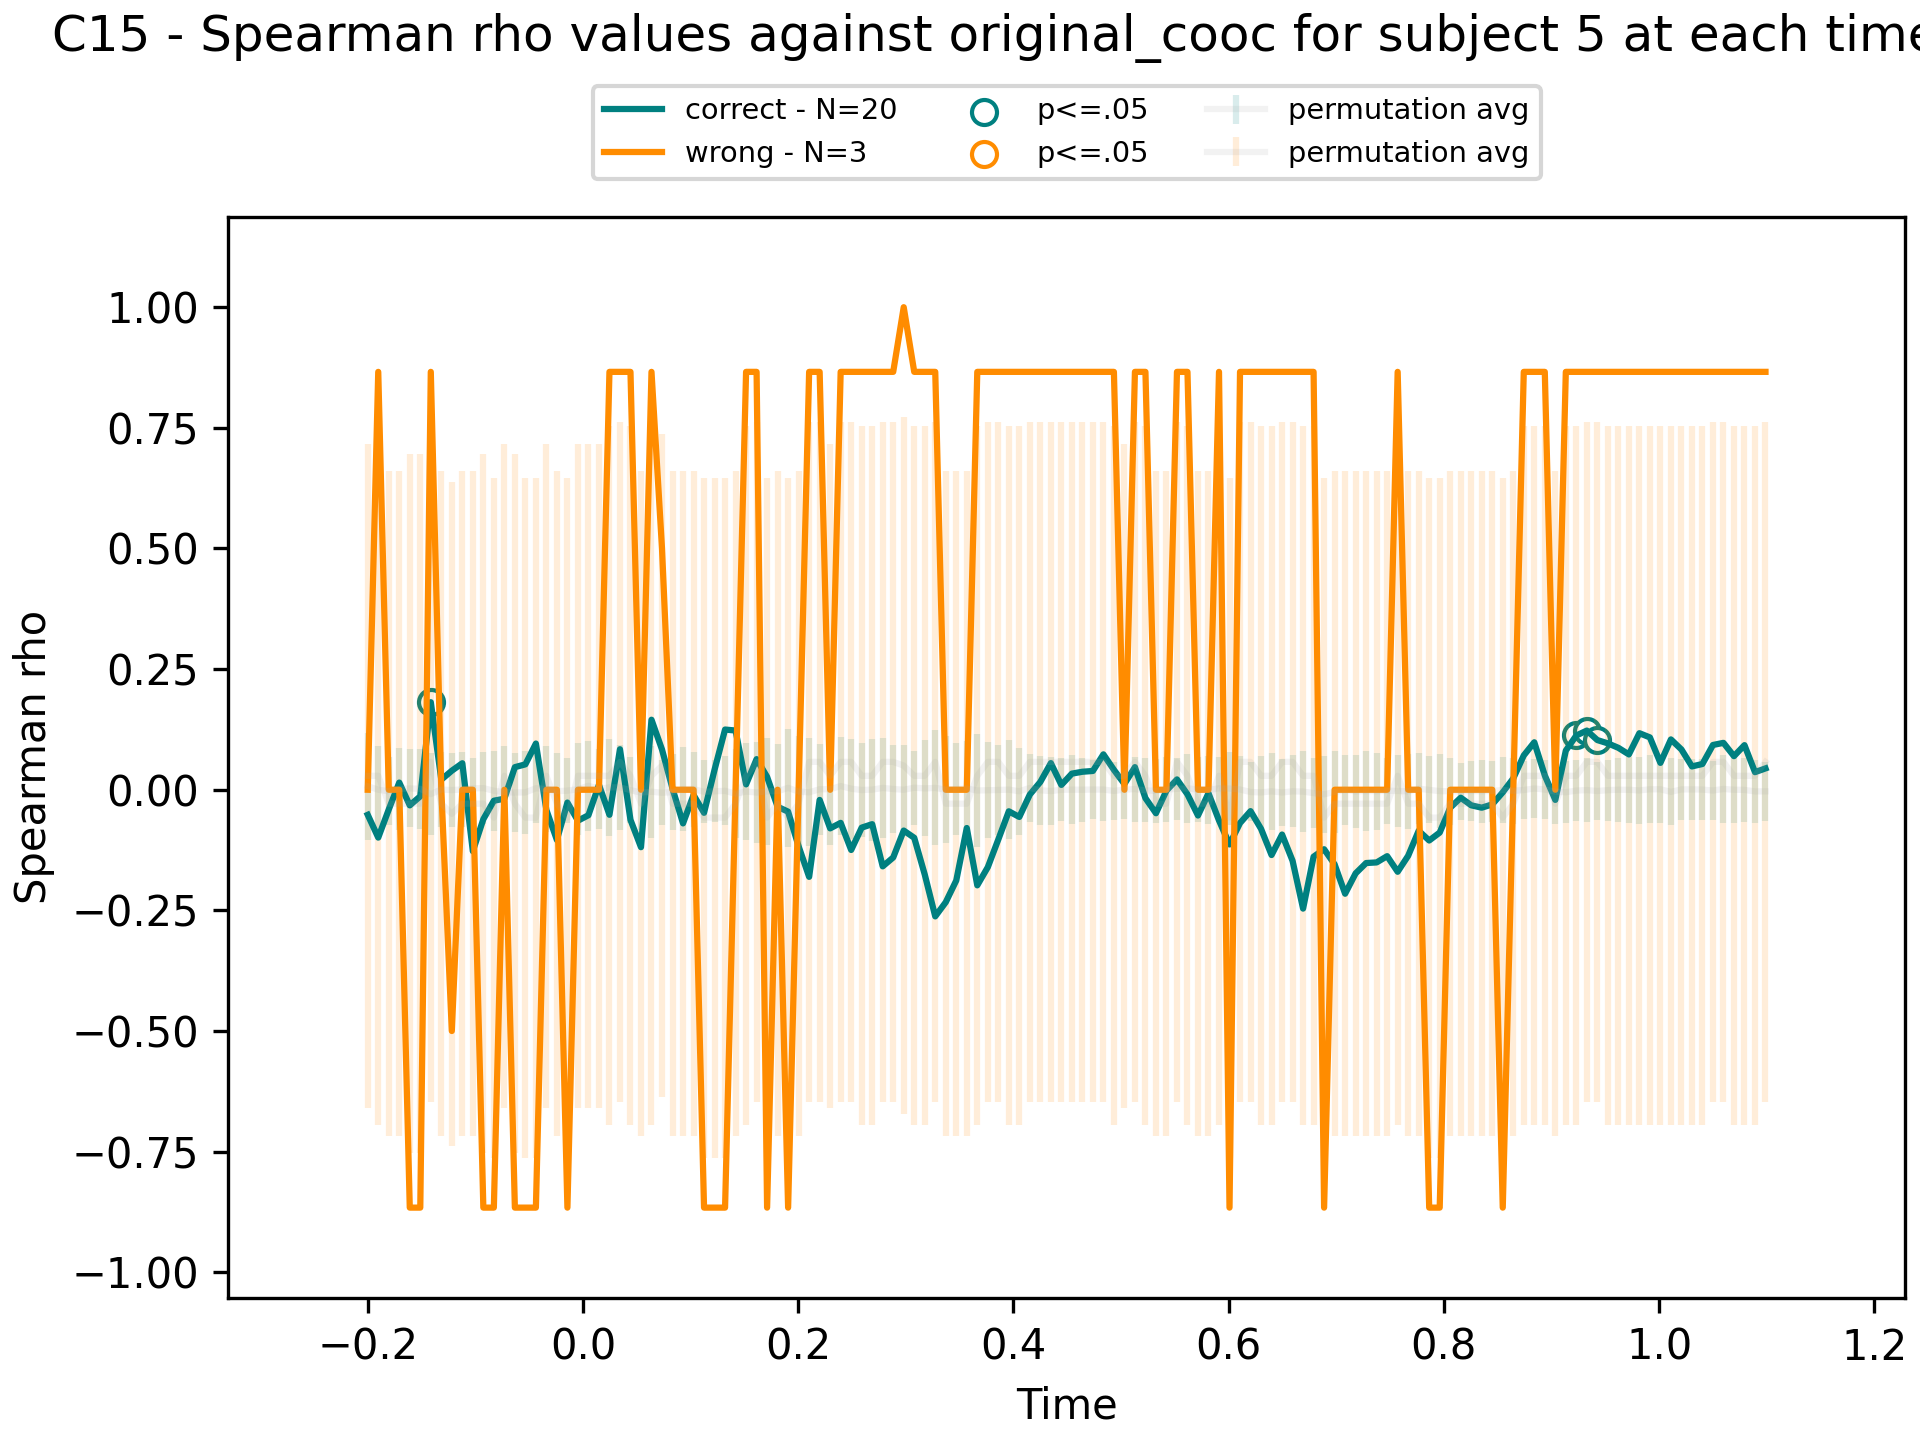 C15 - Spearman rho values against original_cooc for subject 5 at each time
correct - N=20
p<=.05
permutation avg
wrong - N=3
p<=.05
permutation avg
Spearman rho
1.00
0.75
0.50
0.25
0.00
−0.25
−0.50
−0.75
−1.00
−0.2
0.0
0.2
0.4
0.6
0.8
1.0
1.2
Time